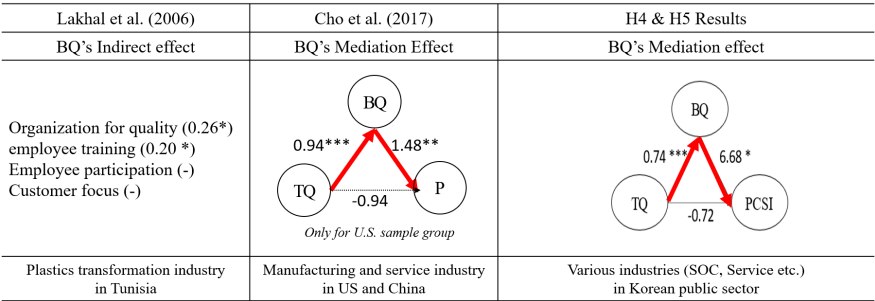 Lakhal et al. (2006)
Cho et al. (2017)
H4 & H5 Results
BQ's Indirect effect
BQ's Mediation Effect
BQ's Mediation effect
Organization for quality (0.26*)
employee training (0.20 *)
Employee participation (-)
Customer focus (-)
BQ
0.94***
1.48**
TQ
P
-0.94
Only for U.S. sample group
BQ
0.74 ***
6.68 *
TQ
PCSI
-0.72
Plastics transformation industry
in Tunisia
Manufacturing and service industry
in US and China
Various industries (SOC, Service etc.)
in Korean public sector